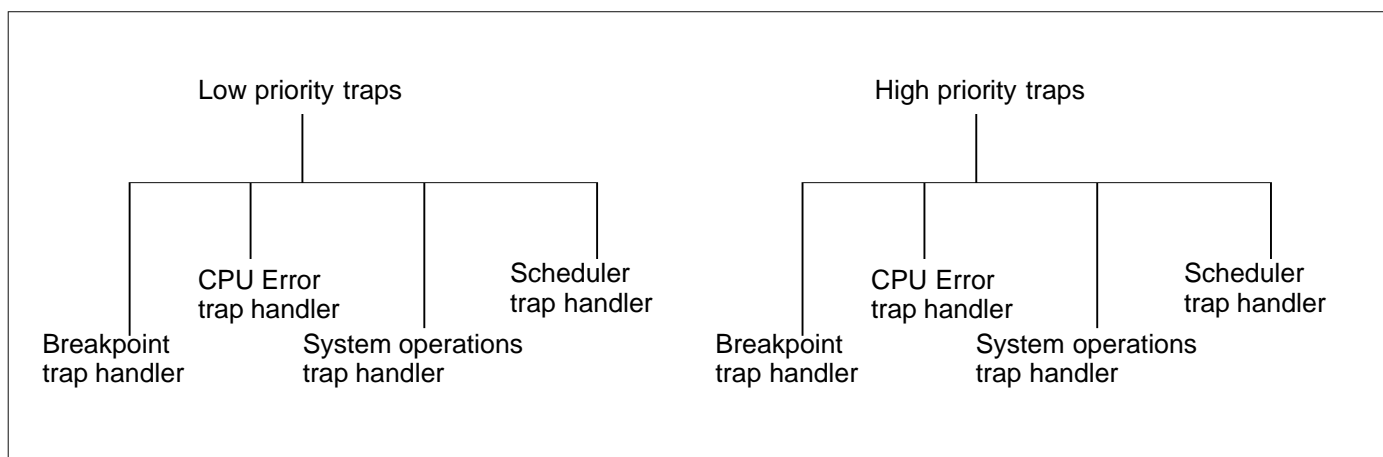 Low priority traps
High priority traps
CPU Error
trap handler
Scheduler
trap handler
Breakpoint
trap handler
System operations
trap handler
CPU Error
trap handler
Scheduler
trap handler
Breakpoint
trap handler
System operations
trap handler